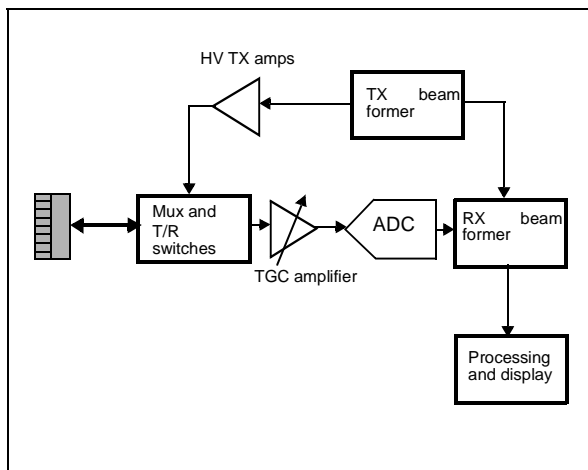 HV TX amps
TX beam
former
Mux and
T/R
switches
TGC amplifier
ADC
RX beam
former
Processing
and display